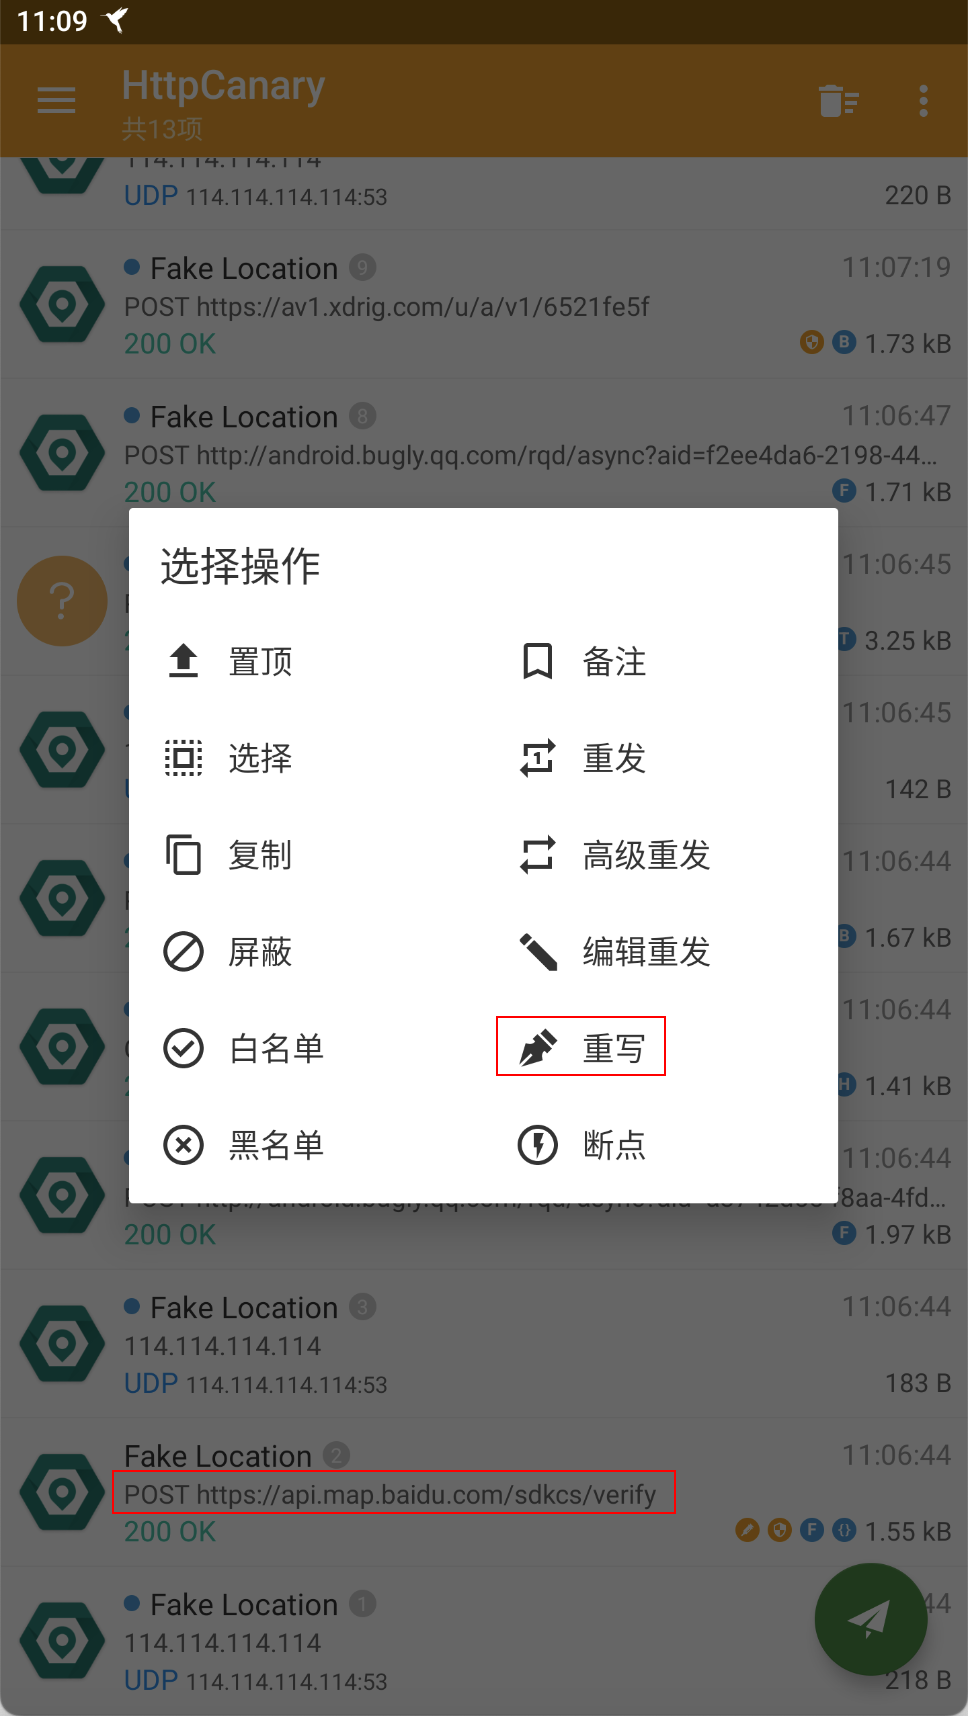 11:09
HttpCanary
共13项
114.114.114.114
UDP 114.114.114.114:53
220 B
Fake Location 9
11:07:19
POST https://av1.xdrig.com/u/a/v1/6521fe5f
200 OK
B 1.73 kB
Fake Location 8
11:06:47
POST http://android.bugly.qq.com/rqd/async?aid=f2ee4da6-2198-44...
200 OK
F 1.71 kB
?
11:06:45
T 3.25 kB
11:06:45
142 B
11:06:44
B 1.67 kB
11:06:44
H 1.41 kB
11:06:44
f8aa-4fd...
200 OK
F 1.97 kB
选择操作
置顶
备注
选择
重发
复制
高级重发
屏蔽
编辑重发
白名单
重写
黑名单
断点
Fake Location 3
11:06:44
114.114.114.114
UDP 114.114.114.114:53
183 B
Fake Location 2
11:06:44
POST https://api.map.baidu.com/sdkcs/verify
200 OK
F {} 1.55 kB
Fake Location 1
44
114.114.114.114
UDP 114.114.114.114:53
218 B